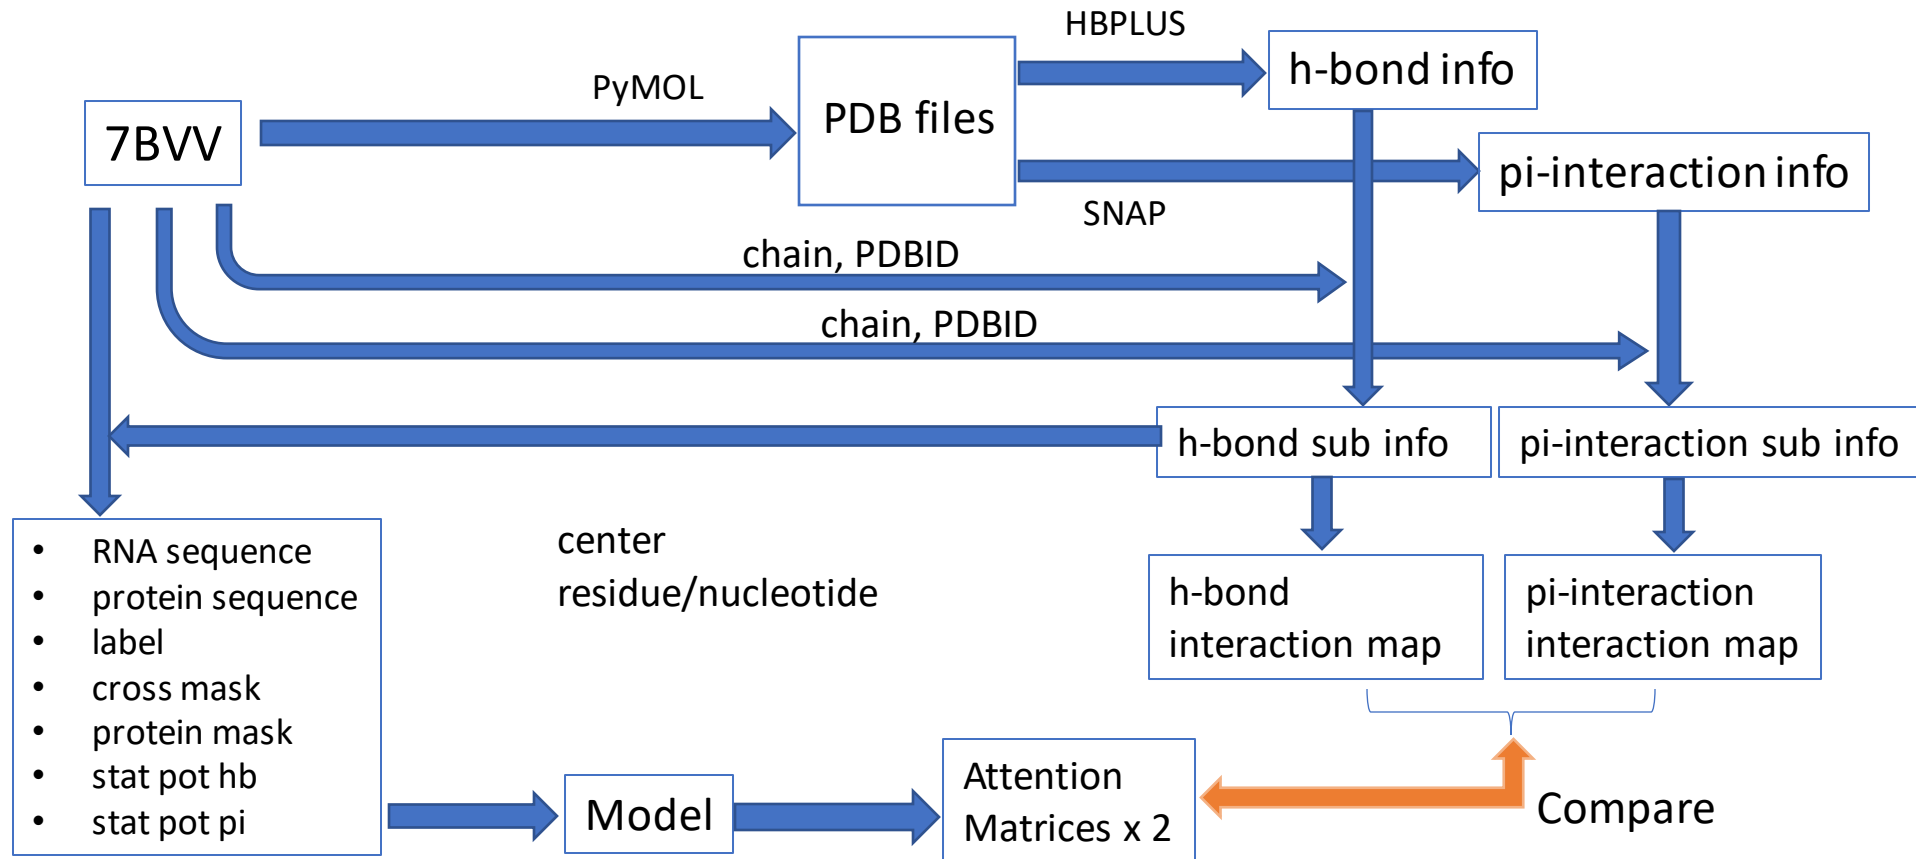 HBPLUS
h-bond info
PyMOL
PDB files
7BVV
pi-interaction info
SNAP
chain, PDBID
chain, PDBID
h-bond sub info
pi-interaction sub info
• RNA sequence
• protein sequence
• label
• cross mask
• protein mask
• stat pot hb
• stat pot pi
center
residue/nucleotide
h-bond
interaction map
pi-interaction
interaction map
Model
Attention
Matrices x 2
Compare